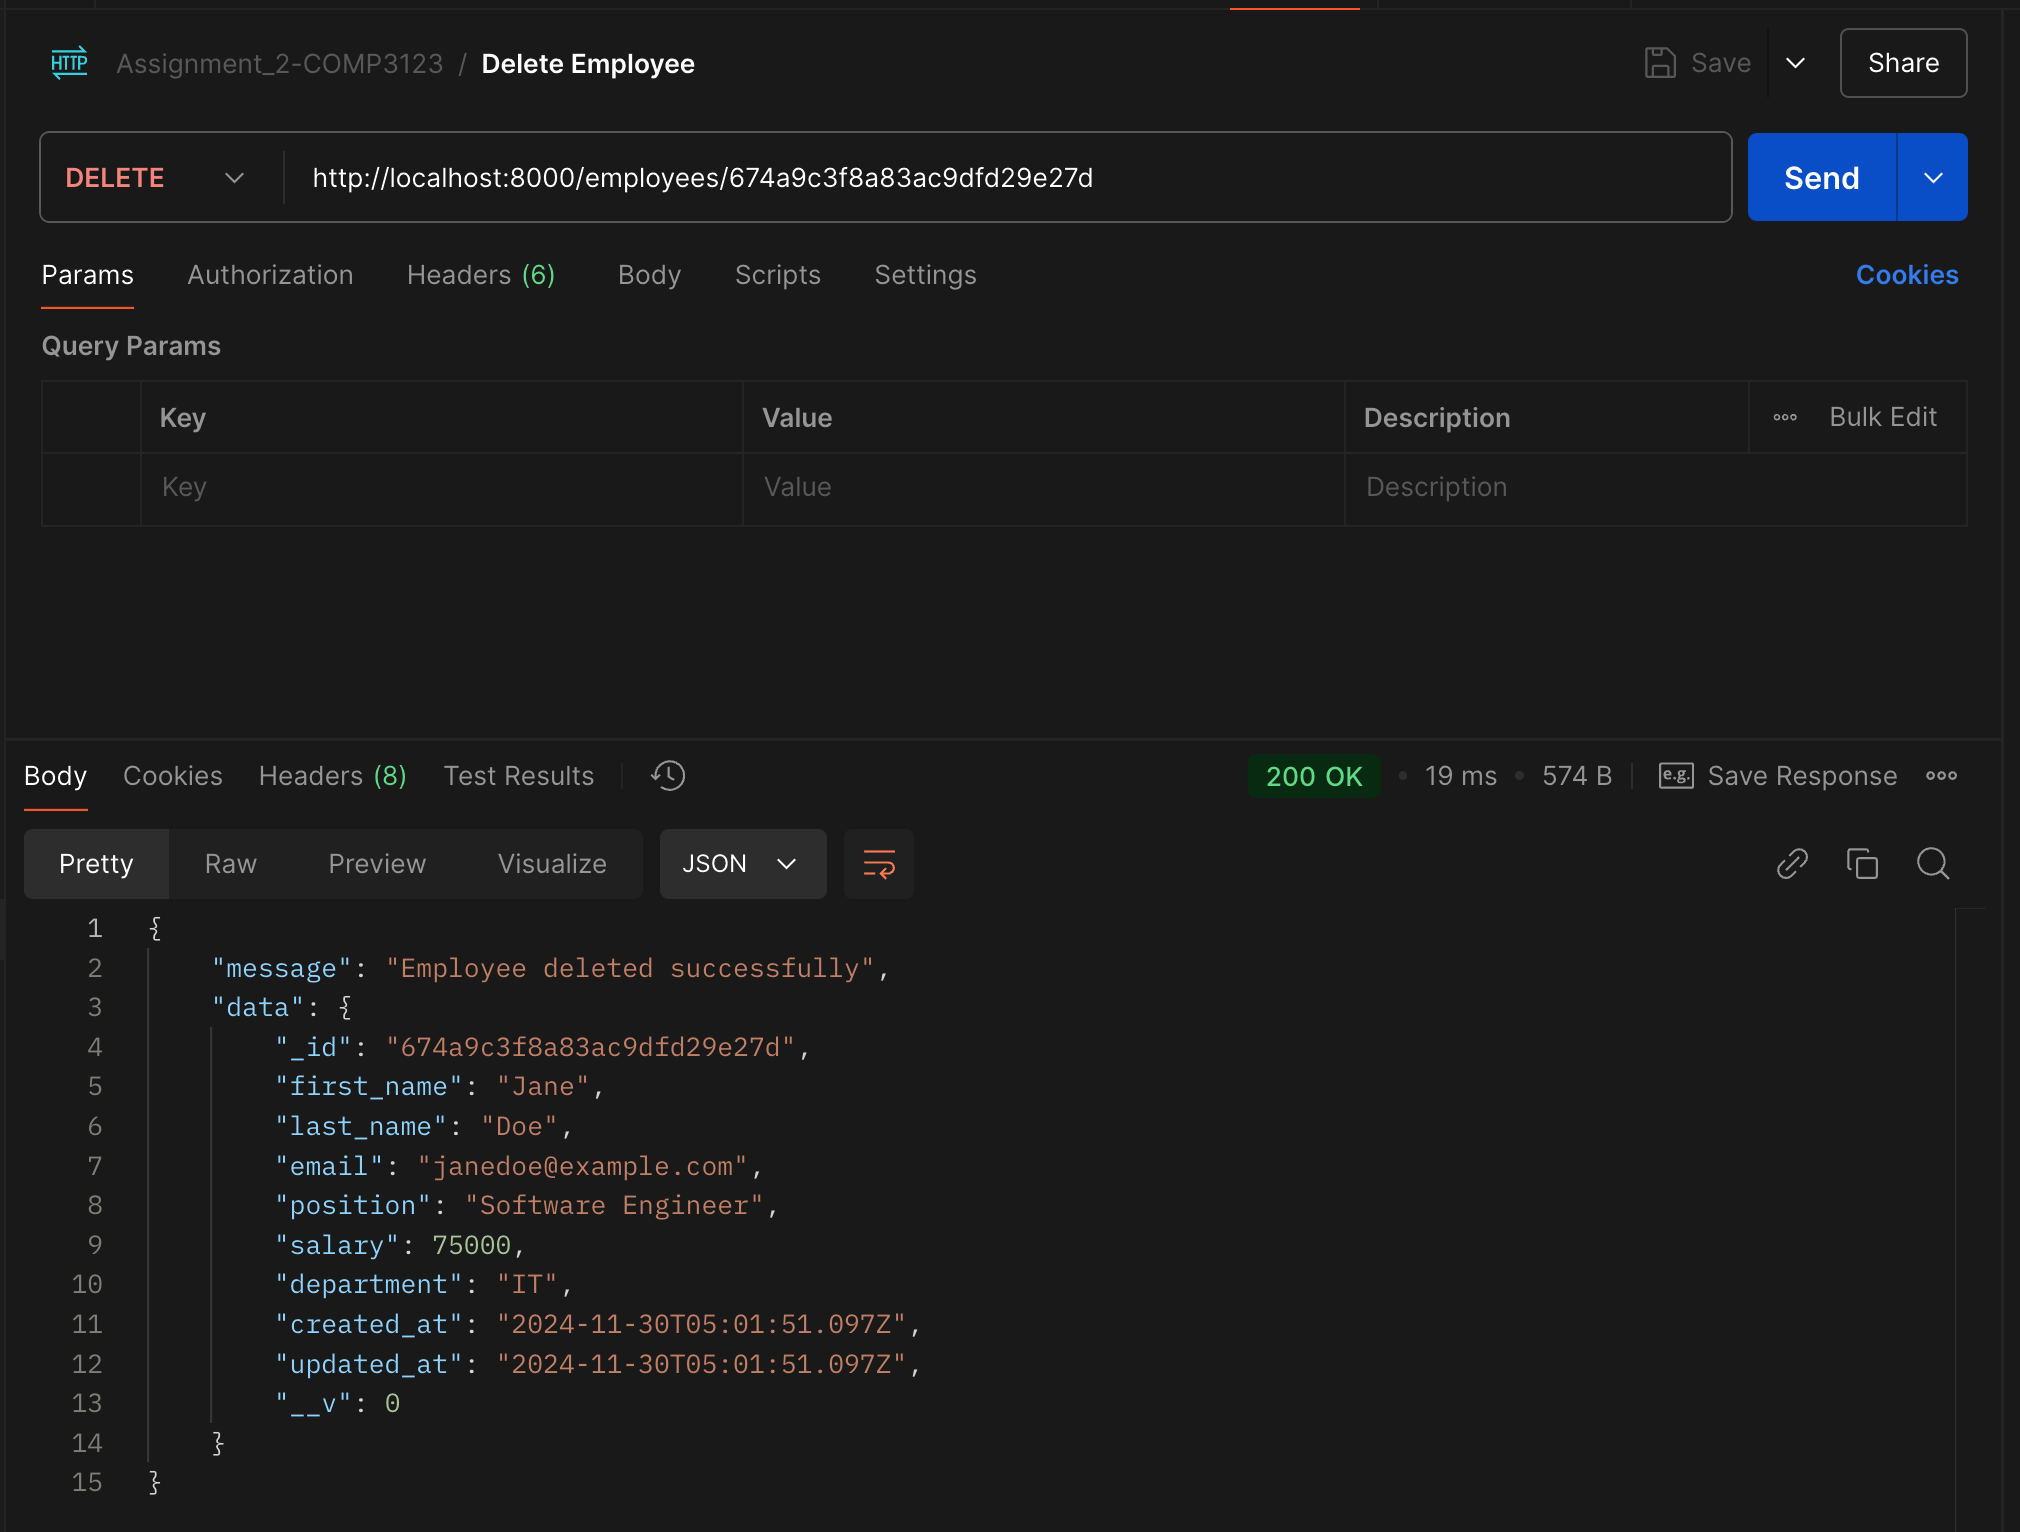 HTTP Assignment_2-COMP3123 / Delete Employee Save Share
DELETE http://localhost:8000/employees/674a9c3f8a83ac9dfd29e27d Send
Params Authorization Headers (6) Body Scripts Settings Cookies
Query Params
Key Value Description Bulk Edit
Key Value Description
Body Cookies Headers (8) Test Results 200 OK • 19 ms • 574 B e.g. Save Response
Pretty Raw Preview Visualize JSON
1 {
2 "message": "Employee deleted successfully",
3 "data": {
4 "_id": "674a9c3f8a83ac9dfd29e27d",
5 "first_name": "Jane",
6 "last_name": "Doe",
7 "email": "janedoe@example.com",
8 "position": "Software Engineer",
9 "salary": 75000,
10 "department": "IT",
11 "created_at": "2024-11-30T05:01:51.097Z",
12 "updated_at": "2024-11-30T05:01:51.097Z",
13 "__v": 0
14 }
15 }